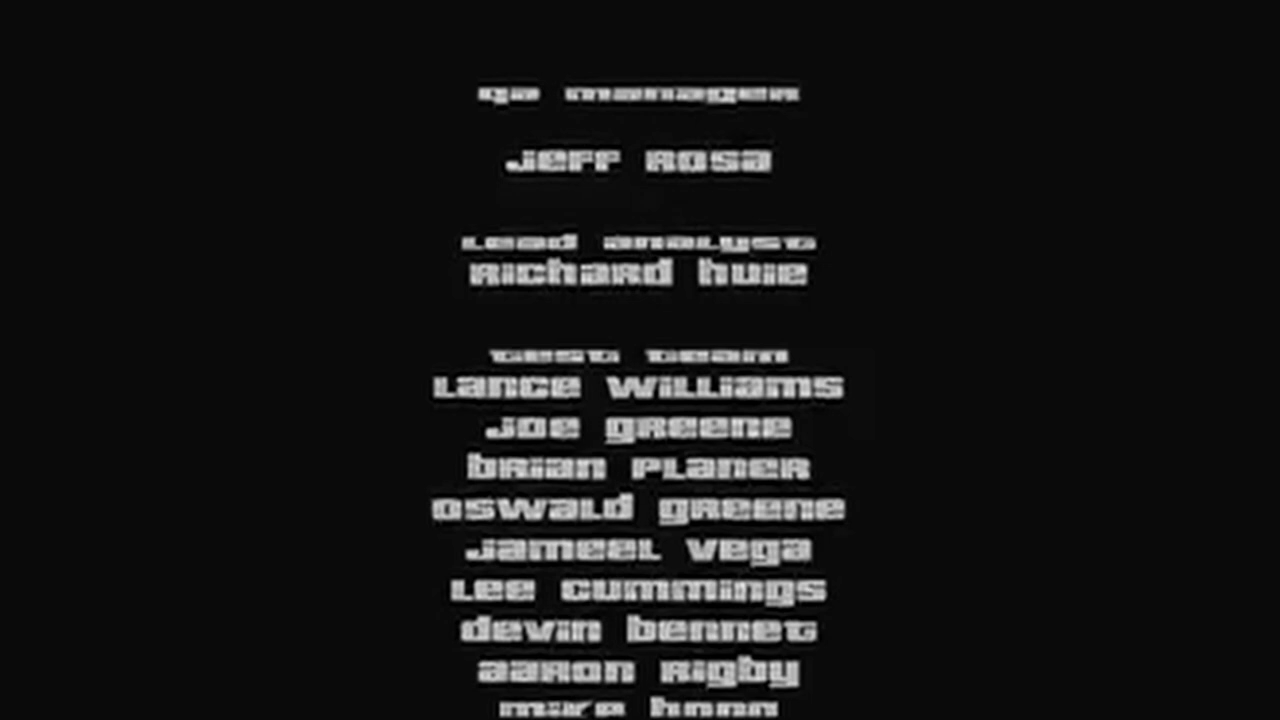 qa manager
Jeff Rosa
Lead analyst
Richard huie
test team
Lance Williams
Joe greene
brian Planer
oswald greene
Jameel Vega
Lee cummings
devin bennet
aaron Rigby
mike